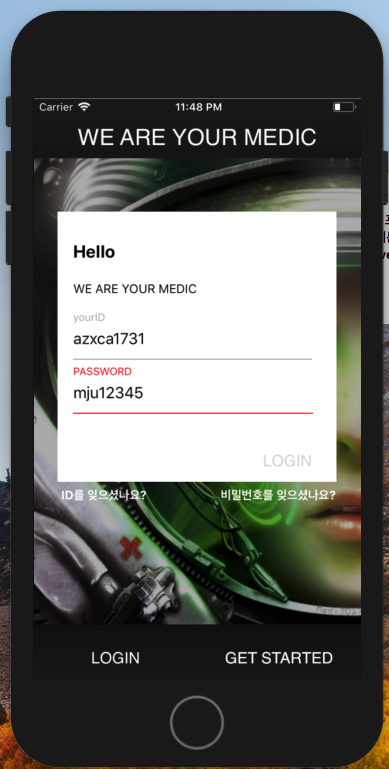 Carrier 11:48 PM
WE ARE YOUR MEDIC
Hello
WE ARE YOUR MEDIC
yourID
azxca1731
PASSWORD
mju12345
LOGIN
ID를 잊으셨나요? 비밀번호를 잊으셨나요?
LOGIN GET STARTED